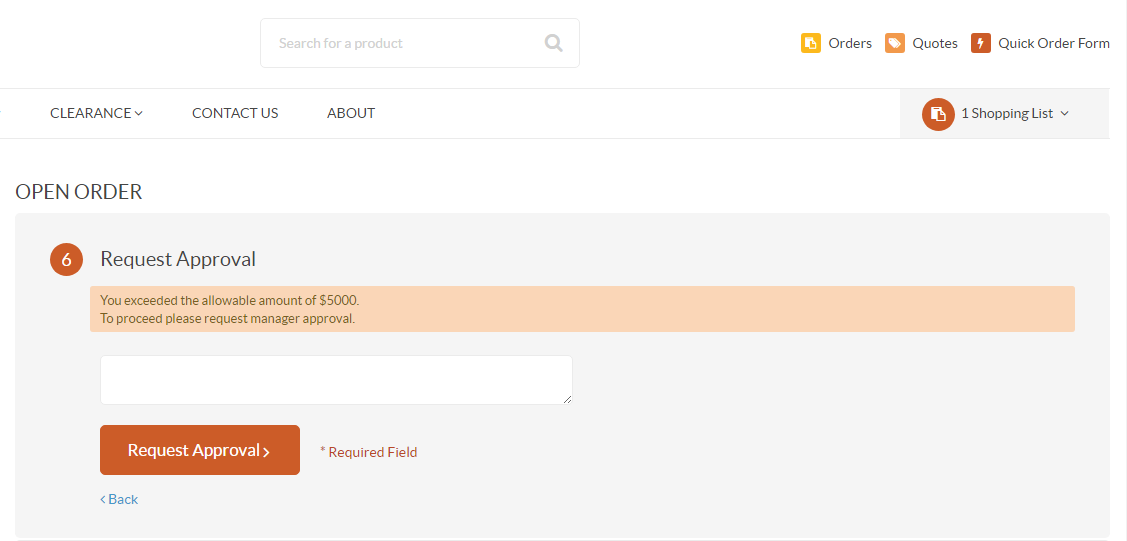 Search for a product
Orders
Quotes
Quick Order Form
CLEARANCE
CONTACT US
ABOUT
1 Shopping List
OPEN ORDER
6
Request Approval
You exceeded the allowable amount of $5000.
To proceed please request manager approval.
Request Approval
* Required Field
Back